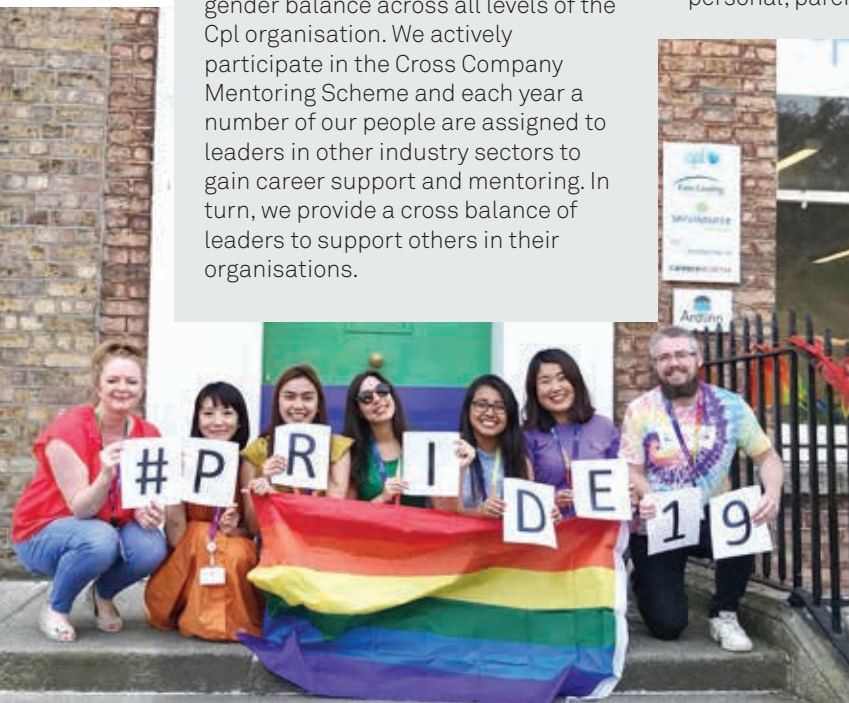 gender balance across all levels of the
Cpl organisation. We actively
participate in the Cross Company
Mentoring Scheme and each year a
number of our people are assigned to
leaders in other industry sectors to
gain career support and mentoring. In
turn, we provide a cross balance of
leaders to support others in their
organisations.
personal,
cpl
servisource
Ardlinn
#PRIDE19